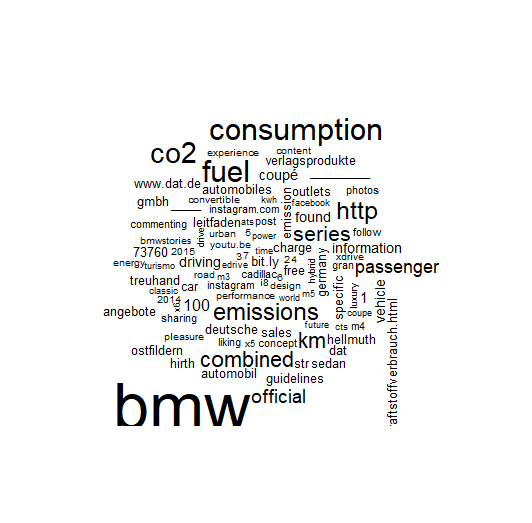 consumption
co2 experience content
fuel verlagsprodukte
www.dat.de coupé __________
automobiles outlets photos
gmbh convertible kwh facebook http
_____ instagram.com emission found
commenting leitfaden ats post series follow
bmwstories drive urban 5 power
youtu.be time charge information
73760 2015 37 24 xdrive
energy turismo driving edrive bit.ly free hybrid germany gran passenger
road m3 cadillac 6
treuhand car instagram i8 design specific luxury vehicle
classic performance world m5 1
2014 x6 100 emissions coupe
angebote sharing future cts m4
deutsche sales km hellmuth
pleasure liking x5 concept
ostfildern combined dat
hirth str sedan
automobil guidelines
bmw official
aftstoffverbrauch.html